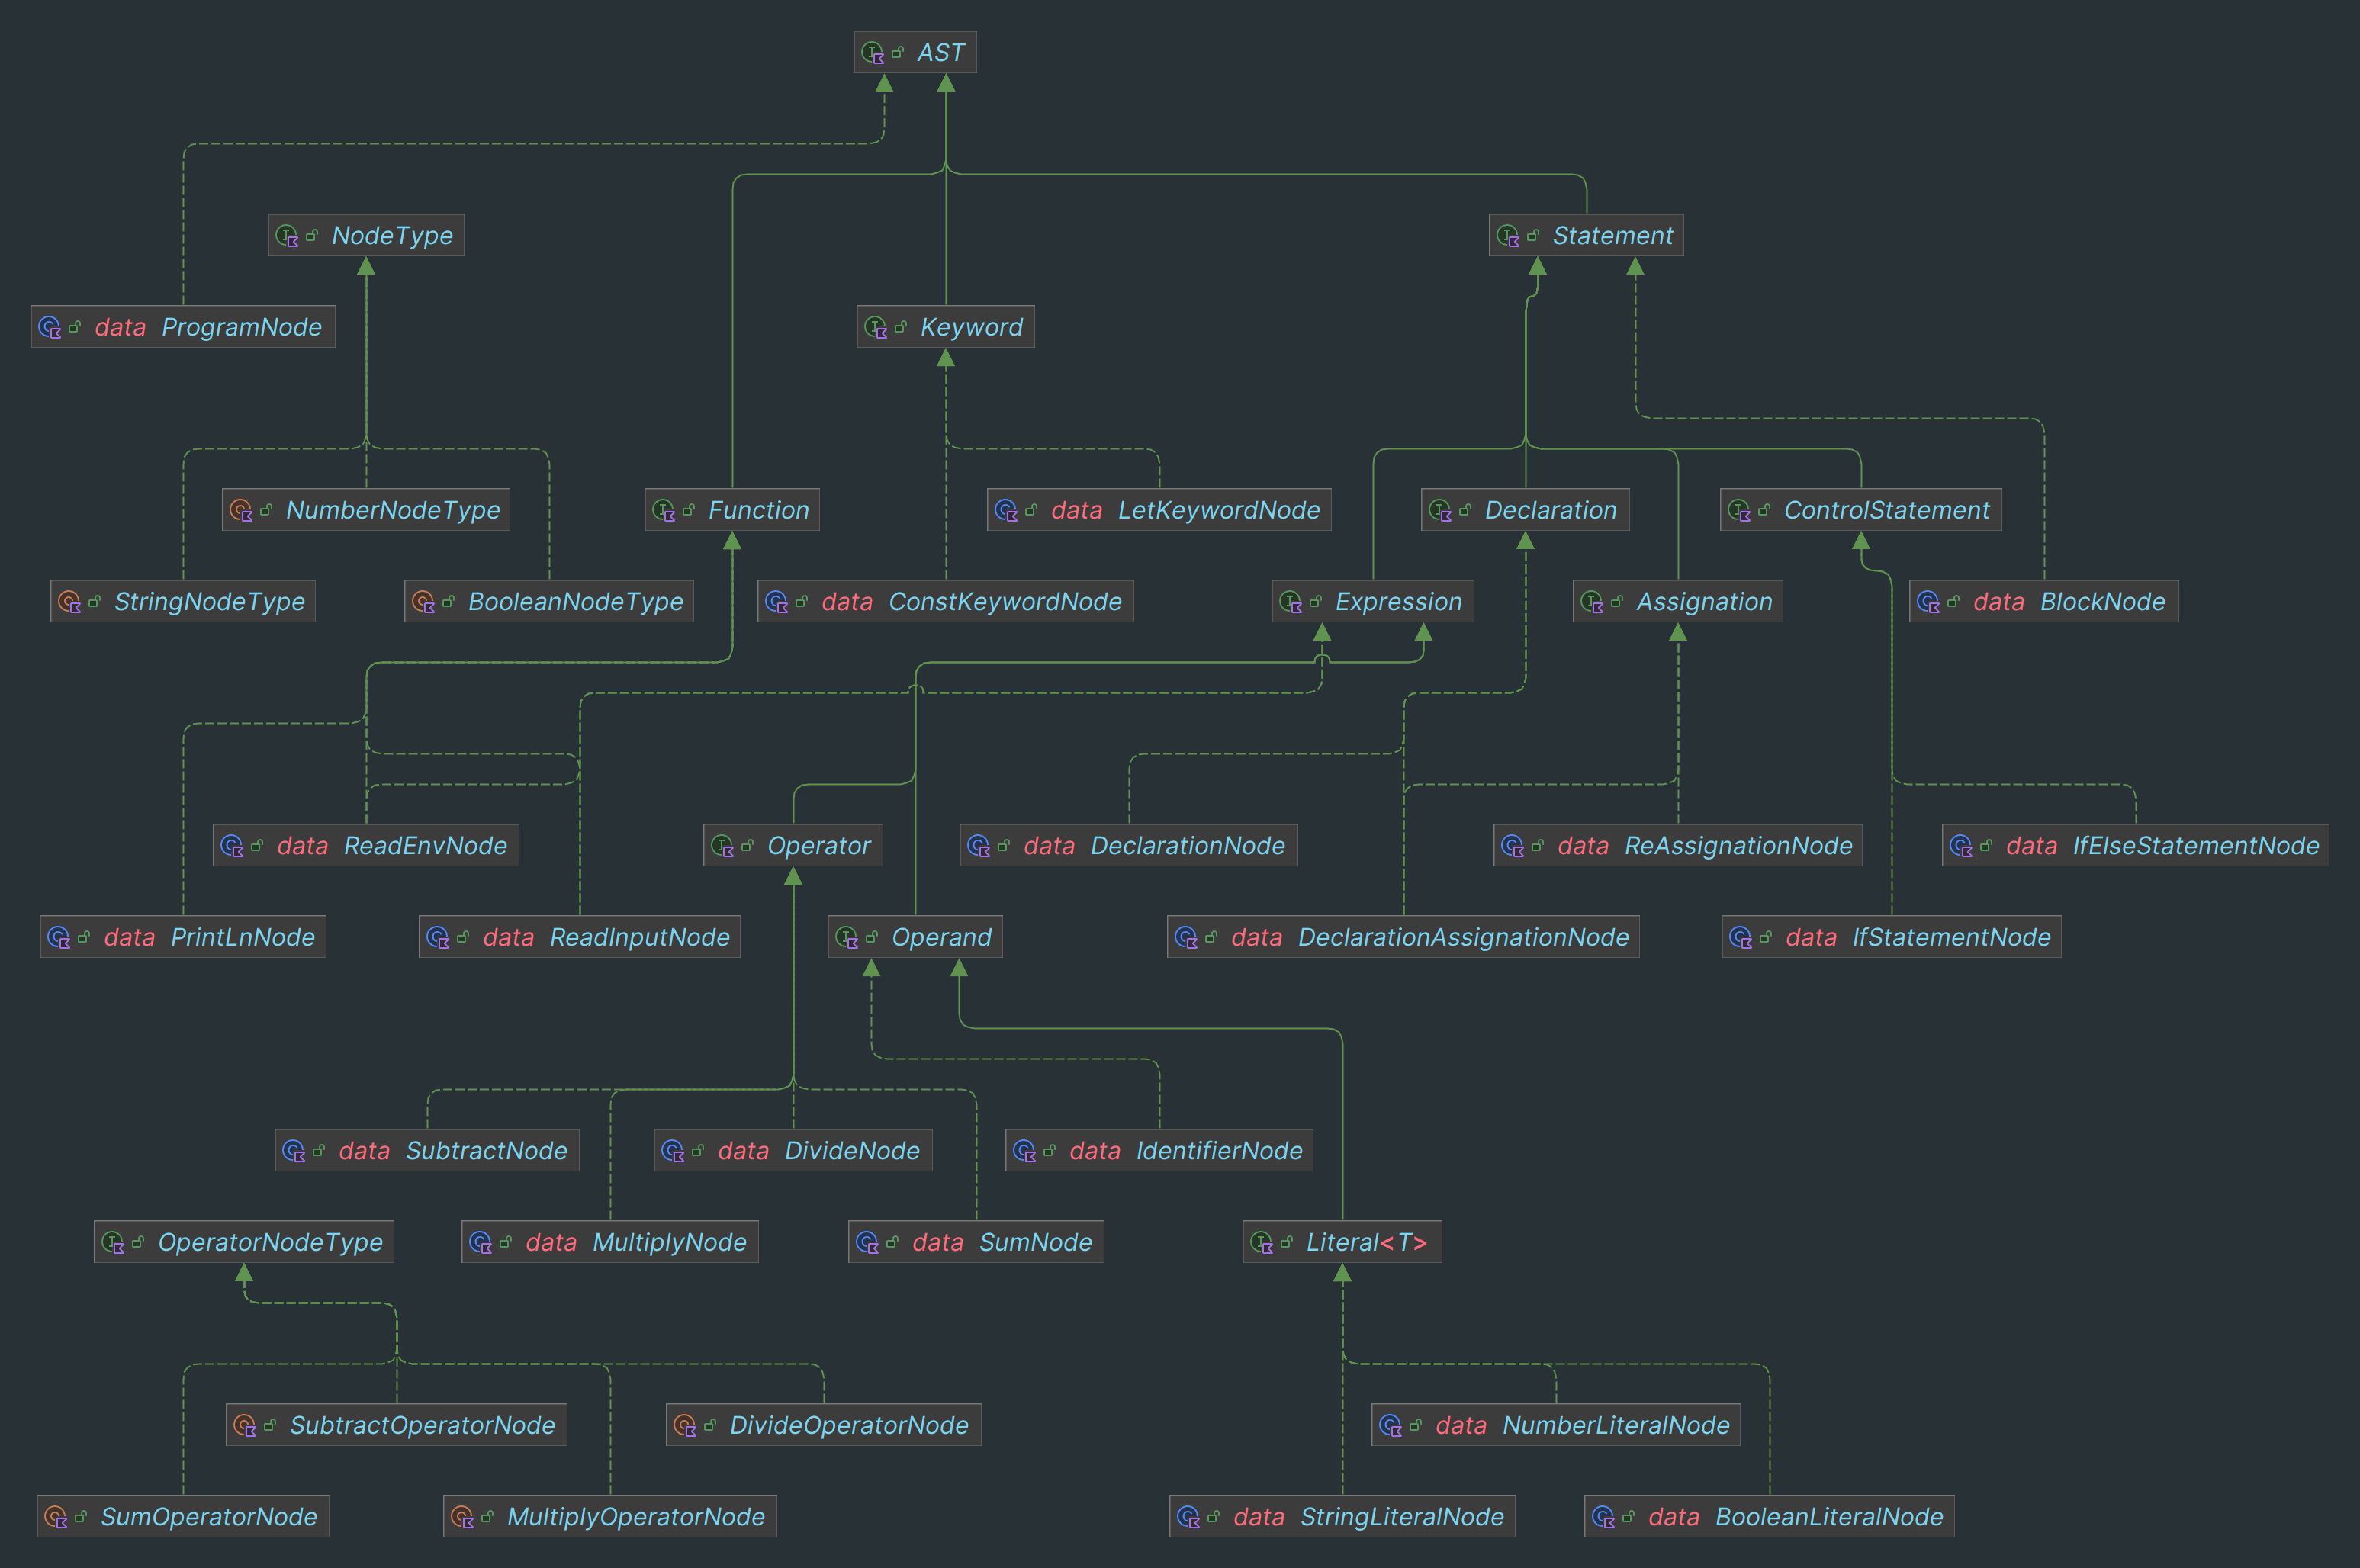 AST
NodeType
Statement
data ProgramNode
Keyword
NumberNodeType
Function
data LetKeywordNode
Declaration
ControlStatement
StringNodeType
BooleanNodeType
data ConstKeywordNode
Expression
Assignation
data BlockNode
data ReadEnvNode
Operator
data DeclarationNode
data ReAssignationNode
data IfElseStatementNode
data PrintLnNode
data ReadInputNode
Operand
data DeclarationAssignationNode
data IfStatementNode
data SubtractNode
data DivideNode
data IdentifierNode
OperatorNodeType
data MultiplyNode
data SumNode
Literal<T>
SubtractOperatorNode
DivideOperatorNode
data NumberLiteralNode
SumOperatorNode
MultiplyOperatorNode
data StringLiteralNode
data BooleanLiteralNode